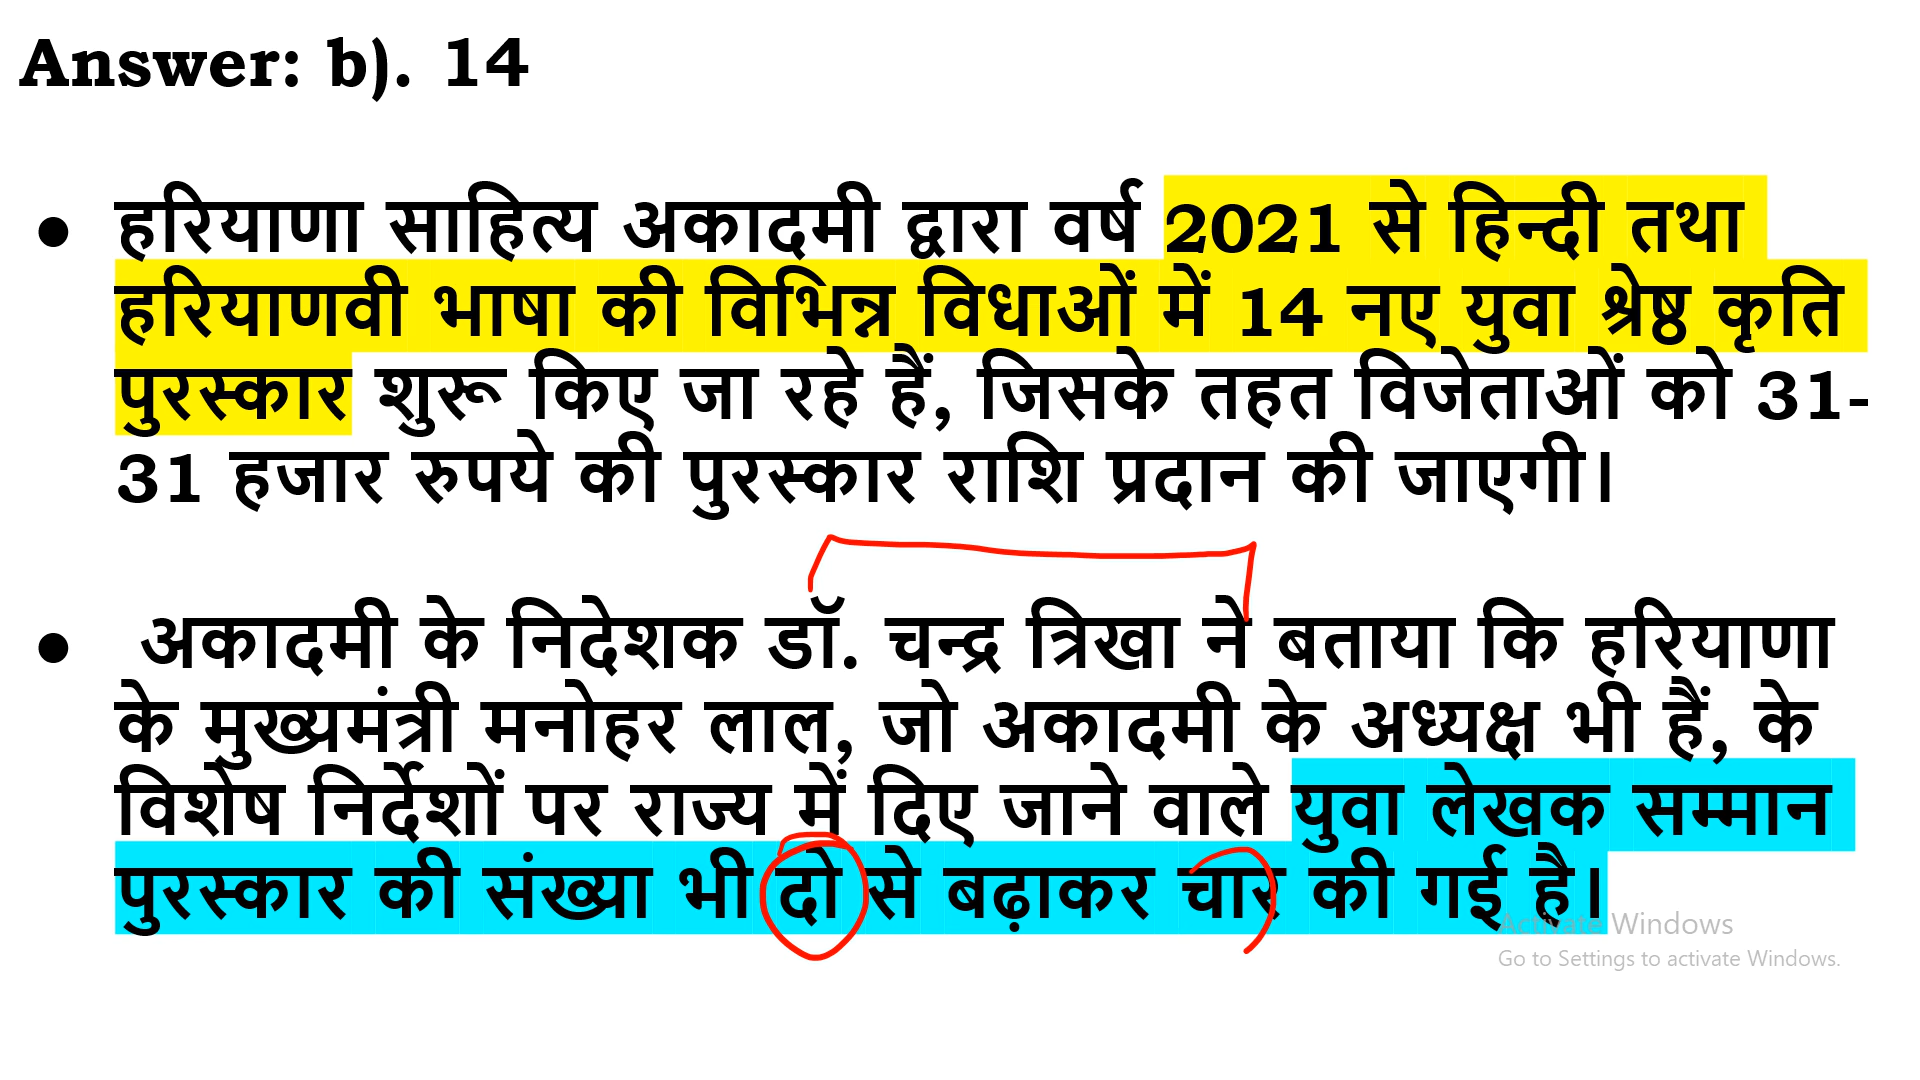 Answer: b). 14
• हरियाणा साहित्य अकादमी द्वारा वर्ष 2021 से हिन्दी तथा
हरियाणवी भाषा की विभिन्न विधाओं में 14 नए युवा श्रेष्ठ कृति
पुरस्कार शुरू किए जा रहे हैं, जिसके तहत विजेताओं को 31-
31 हजार रुपये की पुरस्कार राशि प्रदान की जाएगी।
• अकादमी के निदेशक डॉ. चन्द्र त्रिखा ने बताया कि हरियाणा
के मुख्यमंत्री मनोहर लाल, जो अकादमी के अध्यक्ष भी हैं, के
विशेष निर्देशों पर राज्य में दिए जाने वाले युवा लेखक सम्मान
पुरस्कार की संख्या भी दो से बढ़ाकर चार की गई है।
Activate Windows
Go to Settings to activate Windows.